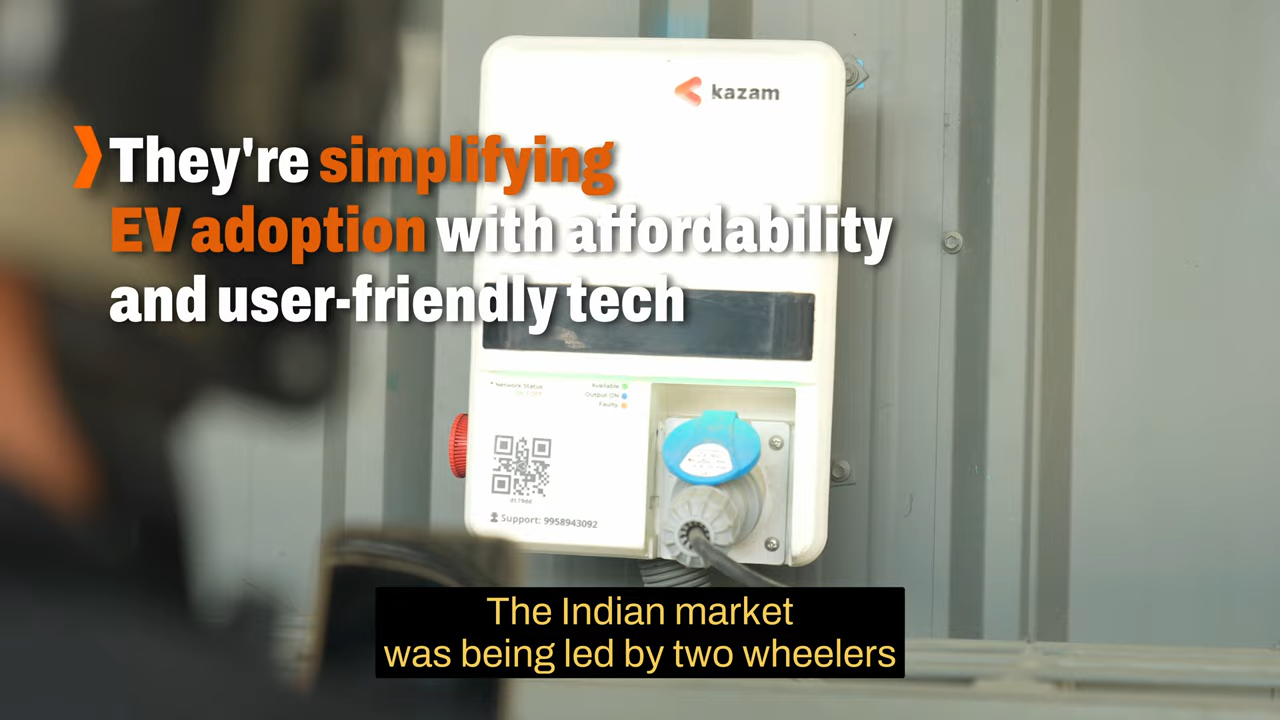 kazam
They're simplifying
EV adoption with affordability
and user-friendly tech
Network Status
Available
Output ON
Faulty
Support: 9958943092
The Indian market
was being led by two wheelers